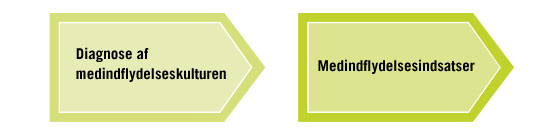 Diagnose af
medindflydelseskulturen
Medindflydelsesindsatser